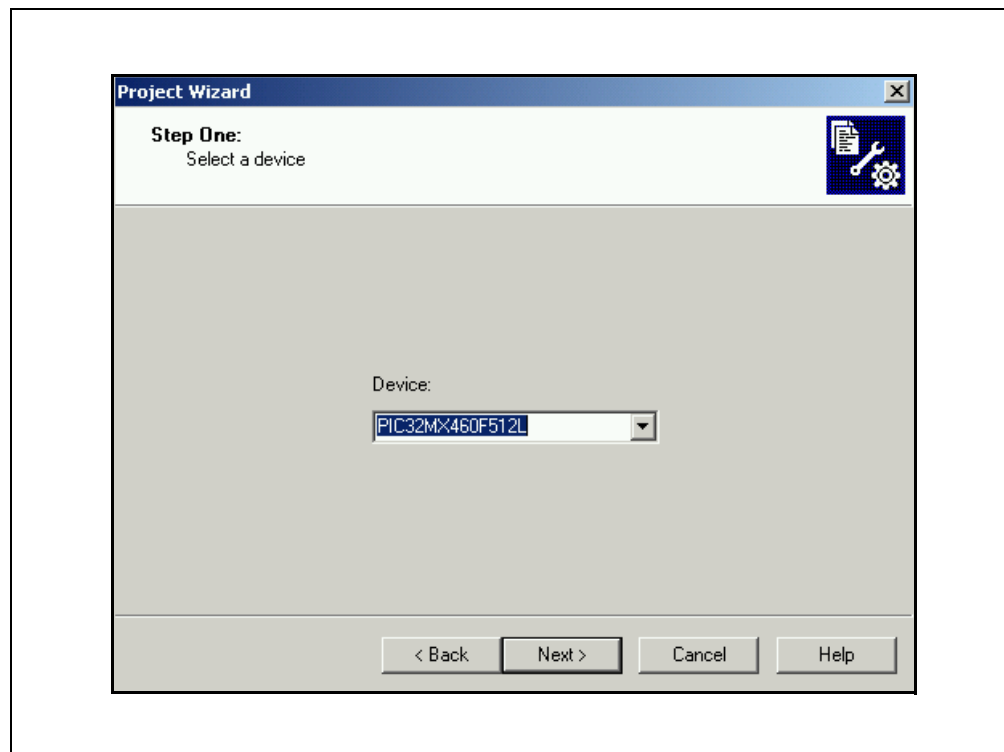 Project Wizard
Step One:
Select a device
Device:
PIC32MX460F512L
< Back Next > Cancel Help